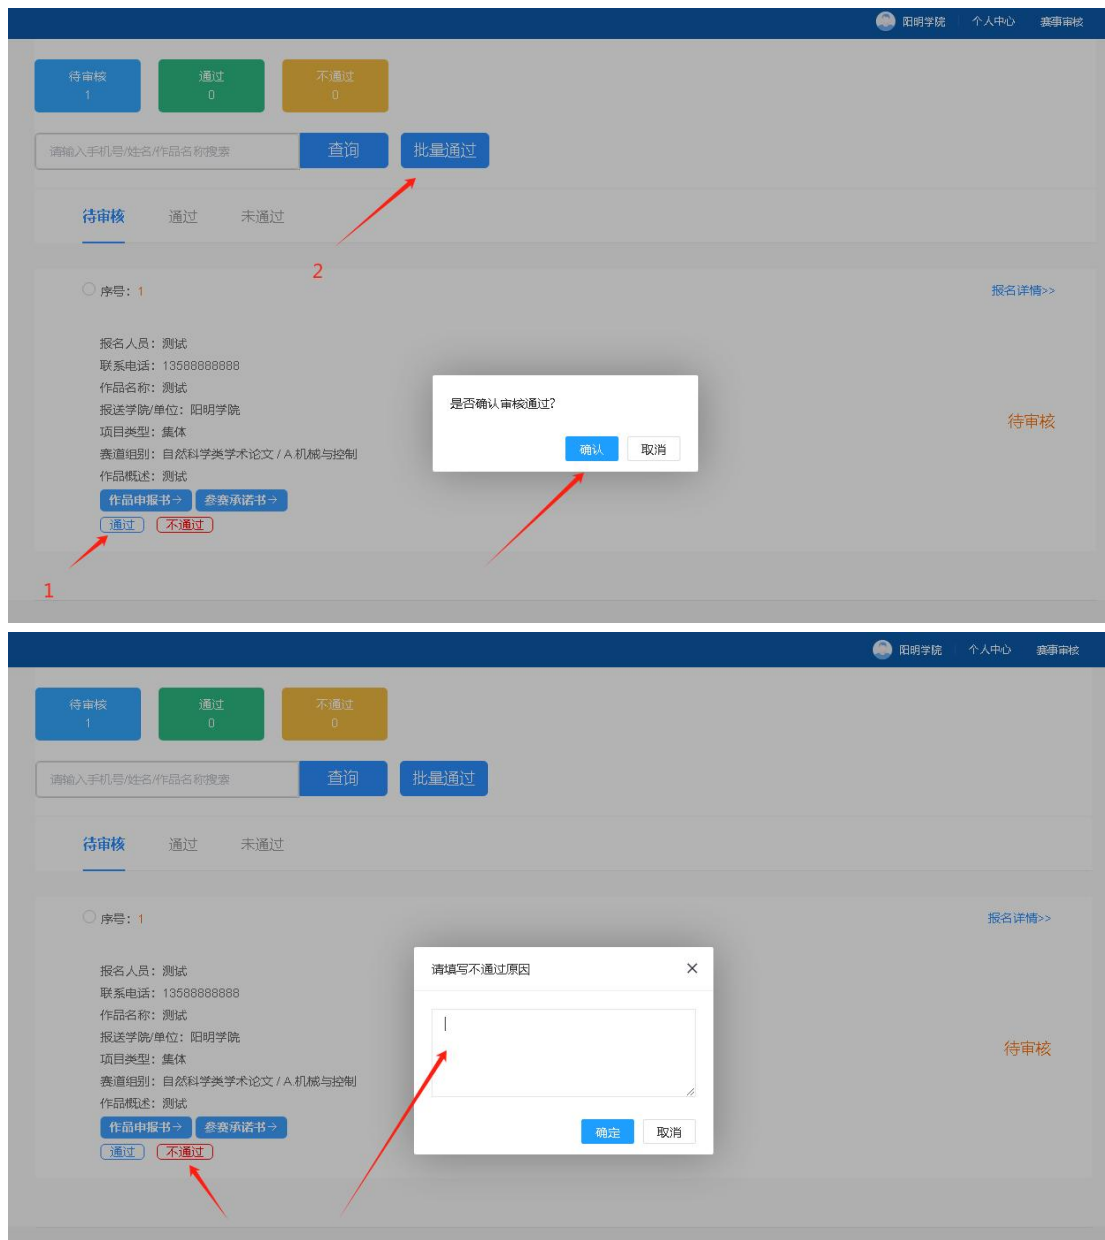 阳明学院 个人中心 赛事审核
待审核 通过 不通过
1 0 0
请输入手机号/姓名/作品名称搜索 查询 批量通过
待审核 通过 未通过
2
序号：1 报名详情>>
报名人员：测试
联系电话：13588888888
作品名称：测试
报送学院/单位：阳明学院
项目类型：集体
赛道组别：自然科学类学术论文 / A.机械与控制
作品概述：测试
作品申报书→ 参赛承诺书→
通过 不通过
待审核
是否确认审核通过?
确认 取消
1
阳明学院 个人中心 赛事审核
待审核 通过 不通过
1 0 0
请输入手机号/姓名/作品名称搜索 查询 批量通过
待审核 通过 未通过
序号：1 报名详情>>
报名人员：测试
联系电话：13588888888
作品名称：测试
报送学院/单位：阳明学院
项目类型：集体
赛道组别：自然科学类学术论文 / A.机械与控制
作品概述：测试
作品申报书→ 参赛承诺书→
通过 不通过
待审核
请填写不通过原因
确定 取消